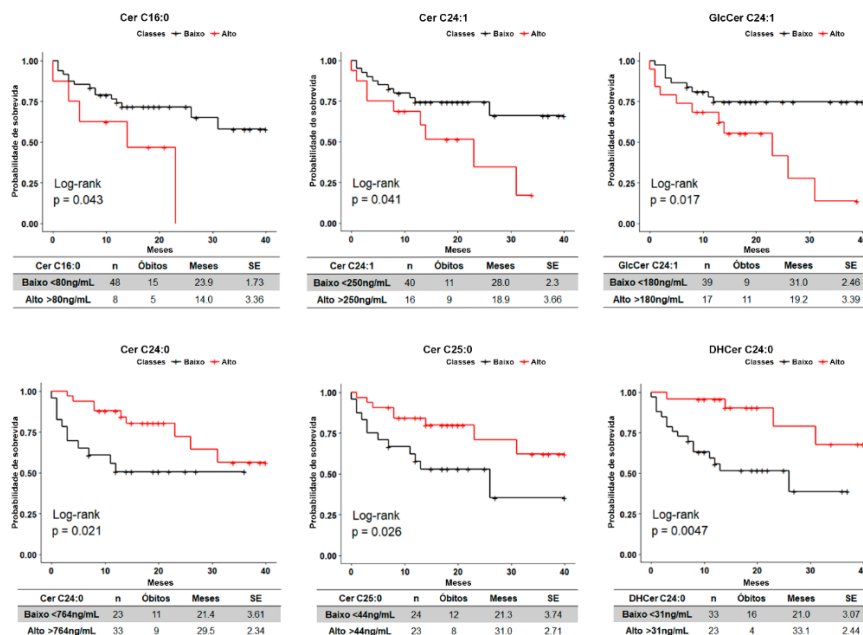 Cer C16:0
Classes Baixo Alto
Probabilidade de sobrevida
1.00
0.75
0.50
0.25
0.00
Log-rank
p = 0.043
0 10 20 30 40
Meses
Cer C16:0 n Óbitos Meses SE
Baixo <80ng/mL 48 15 23.9 1.73
Alto >80ng/mL 8 5 14.0 3.36
Cer C24:1
Classes Baixo Alto
Probabilidade de sobrevida
1.00
0.75
0.50
0.25
0.00
Log-rank
p = 0.041
0 10 20 30 40
Meses
Cer C24:1 n Óbitos Meses SE
Baixo <250ng/mL 40 11 28.0 2.3
Alto >250ng/mL 16 9 18.9 3.66
GlcCer C24:1
Classes Baixo Alto
Probabilidade de sobrevida
1.00
0.75
0.50
0.25
0.00
Log-rank
p = 0.017
0 10 20 30 40
Meses
GlcCer C24:1 n Óbtos Meses SE
Baixo <180ng/mL 39 9 31.0 2.46
Alto >180ng/mL 17 11 19.2 3.39
Cer C24:0
Classes Baixo Alto
Probabilidade de sobrevida
1.00
0.75
0.50
0.25
0.00
Log-rank
p = 0.021
0 10 20 30 40
Meses
Cer C24:0 n Óbitos Meses SE
Baixo <764ng/mL 23 11 21.4 3.61
Alto >764ng/mL 33 9 29.5 2.34
Cer C25:0
Classes Baixo Alto
Probabilidade de sobrevida
1.00
0.75
0.50
0.25
0.00
Log-rank
p = 0.026
0 10 20 30 40
Meses
Cer C25:0 n Óbitos Meses SE
Baixo <44ng/mL 24 12 21.3 3.74
Alto >44ng/mL 23 8 31.0 2.71
DHCer C24:0
Classes Baixo Alto
Probabilidade de sobrevida
1.00
0.75
0.50
0.25
0.00
Log-rank
p = 0.0047
0 10 20 30 40
Meses
DHCer C24:0 n Óbitos Meses SE
Baixo <31ng/mL 33 16 21.0 3.07
Alto >31ng/mL 23 4 33.1 2.44